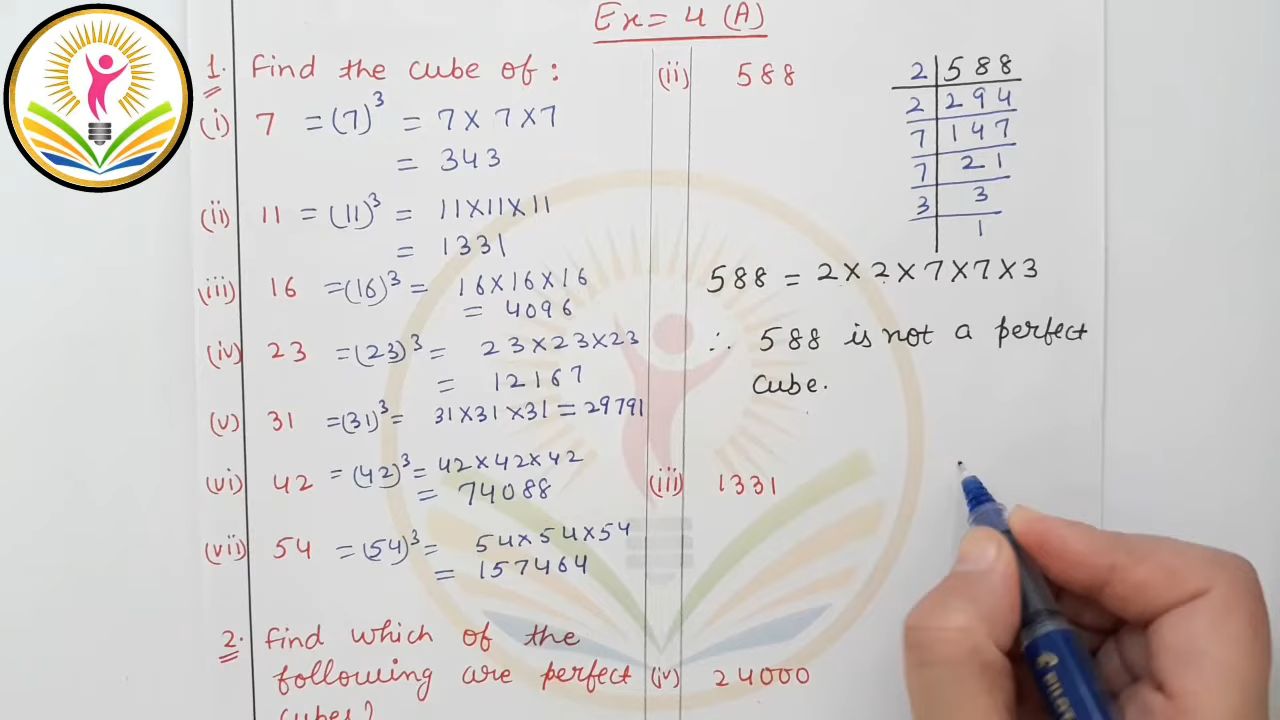 Ex = 4 (A)
1. Find the cube of :
(i) 7 = (7)³ = 7 × 7 × 7
= 343
(ii) 11 = (11)³ = 11×11×11
= 1331
(iii) 16 = (16)³ = 16×16×16
= 4096
(iv) 23 = (23)³ = 23×23×23
= 12167
(v) 31 = (31)³ = 31×31×31 = 29791
(vi) 42 = (42)³ = 42×42×42
= 74088
(vii) 54 = (54)³ = 54×54×54
= 157464
2. Find which of the
following are perfect
cubes?
(ii) 588
2 | 588
2 | 294
7 | 147
7 | 21
3 | 3
1
588 = 2×2×7×7×3
∴ 588 is not a perfect
cube.
(iii) 1331
(iv) 24000
PILOT